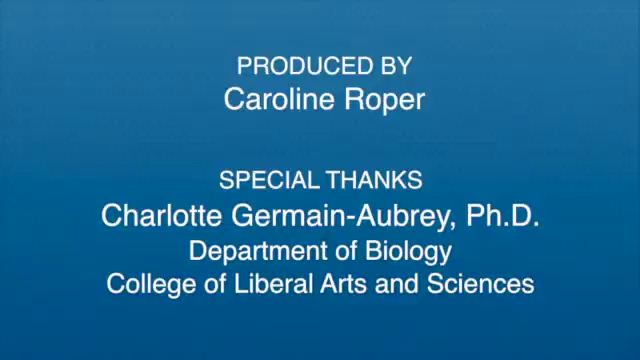 PRODUCED BY
Caroline Roper
SPECIAL THANKS
Charlotte Germain-Aubrey, Ph.D.
Department of Biology
College of Liberal Arts and Sciences